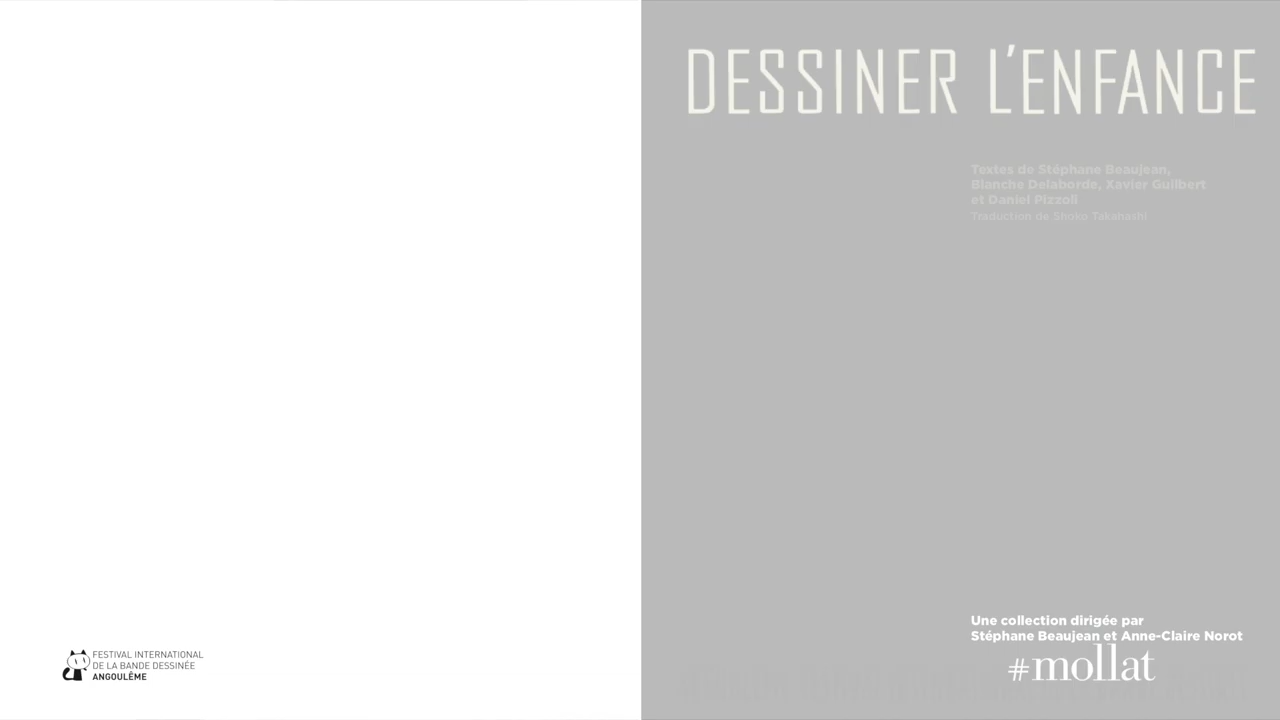 DESSINER L'ENFANCE
Textes de Stéphane Beaujean,
Blanche Delaborde, Xavier Guilbert
et Daniel Pizzoli
Traduction de Shoko Takahashi
Une collection dirigée par
Stéphane Beaujean et Anne-Claire Norot
#mollat
FESTIVAL INTERNATIONAL
DE LA BANDE DESSINÉE
ANGOULÊME